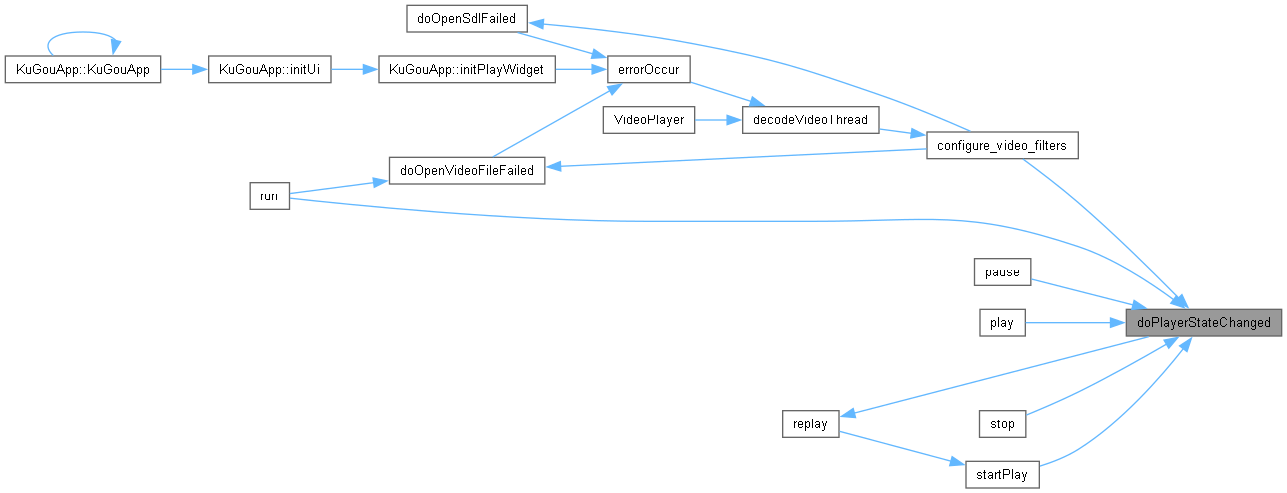 doOpenSdlFailed
KuGouApp::KuGouApp
KuGouApp::initUi
KuGouApp::initPlayWidget
errorOccur
VideoPlayer
decodeVideoThread
configure_video_filters
doOpenVideoFileFailed
run
pause
play
doPlayerStateChanged
replay
stop
startPlay